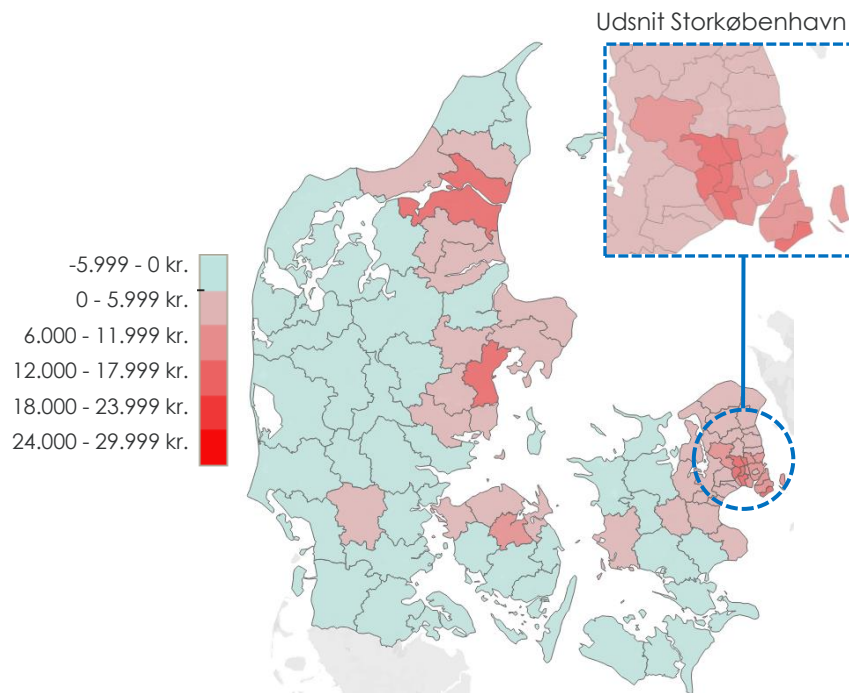 Udsnit Storkøbenhavn
-5.999 - 0 kr.
0 - 5.999 kr.
6.000 - 11.999 kr.
12.000 - 17.999 kr.
18.000 - 23.999 kr.
24.000 - 29.999 kr.